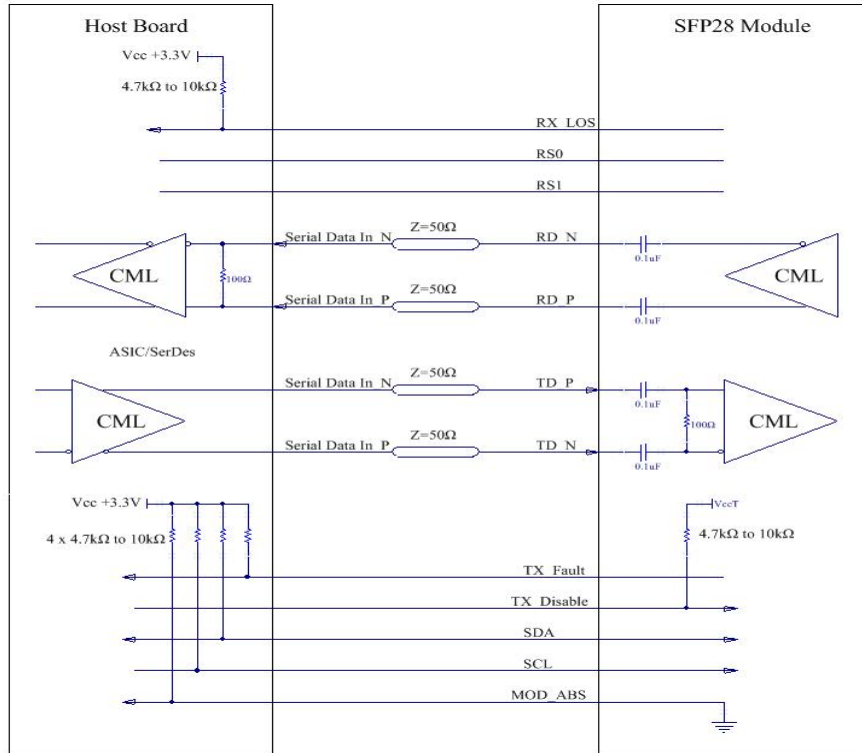 Host Board
SFP28 Module
Vcc +3.3V
4.7kΩ to 10kΩ
RX_LOS
RS0
RS1
Serial Data In_N
Z=50Ω
RD_N
0.1uF
CML
100Ω
CML
Serial Data In_P
Z=50Ω
RD_P
0.1uF
ASIC/SerDes
Serial Data In_N
Z=50Ω
TD_P
0.1uF
CML
100Ω
CML
Serial Data In_P
Z=50Ω
TD_N
0.1uF
Vcc +3.3V
VccT
4 x 4.7kΩ to 10kΩ
4.7kΩ to 10kΩ
TX_Fault
TX_Disable
SDA
SCL
MOD_ABS